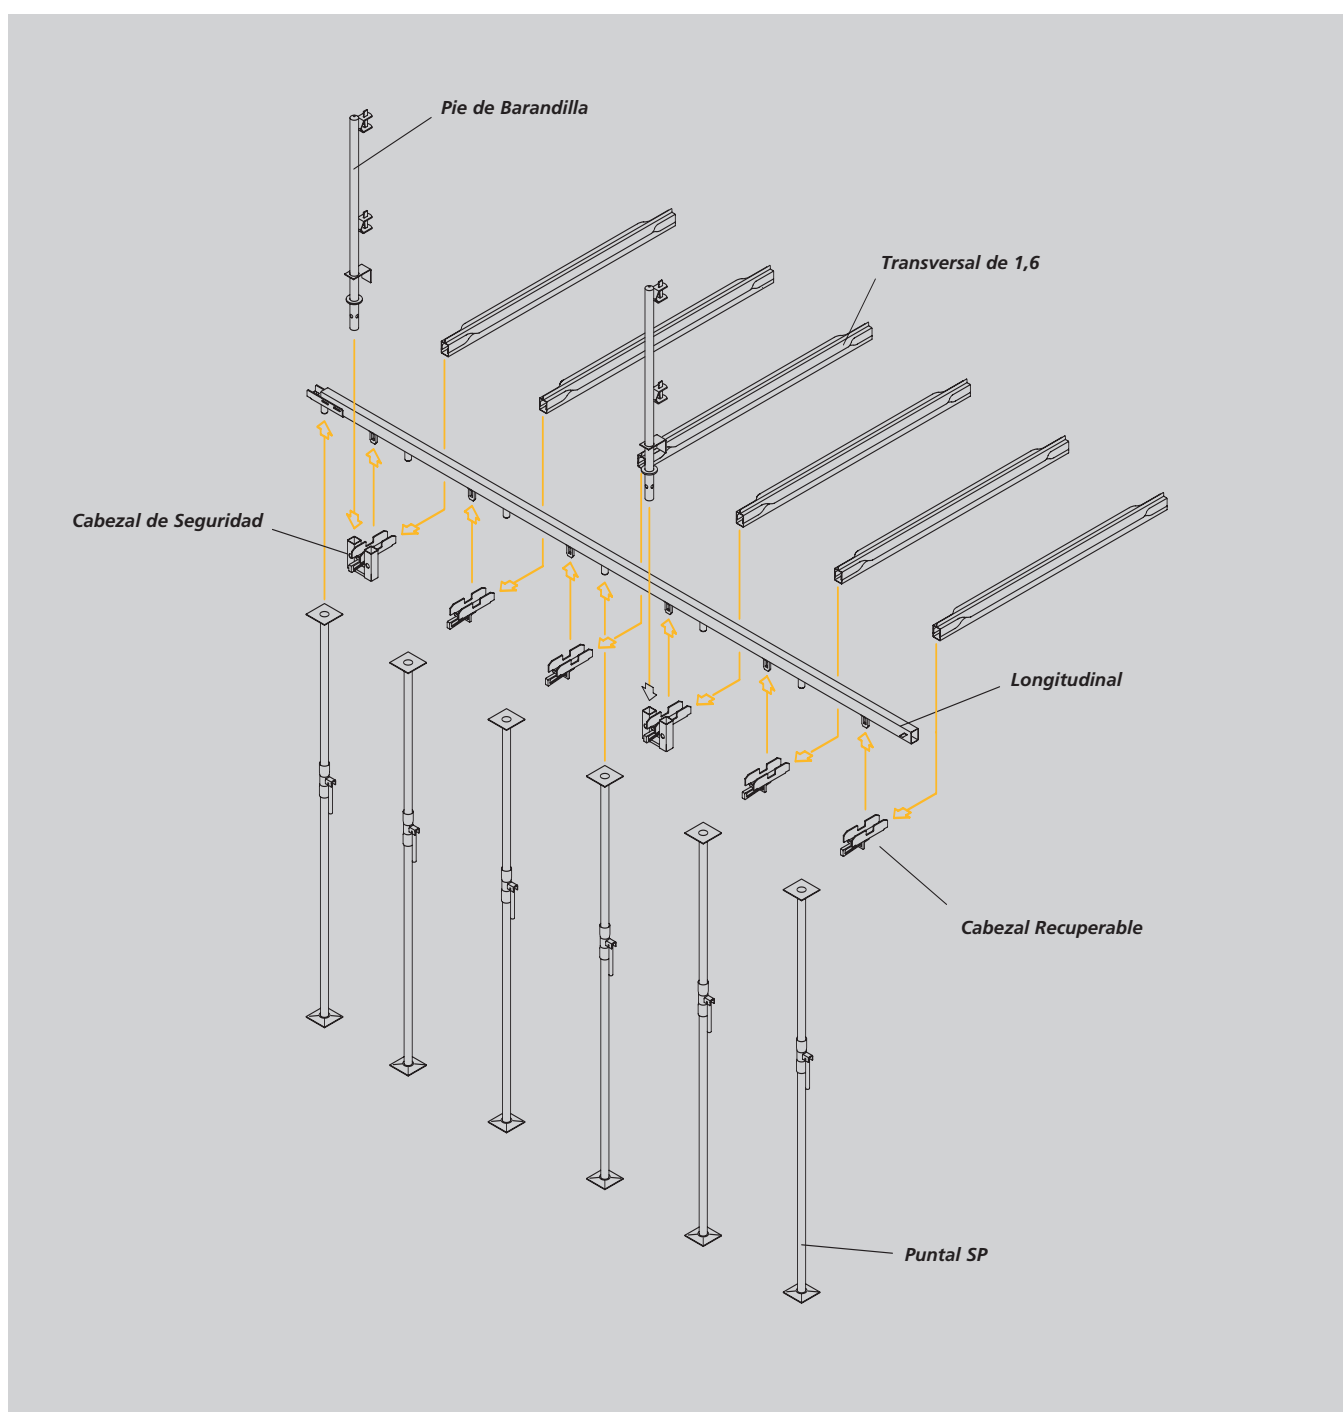 Pie de Barandilla
Transversal de 1,6
Cabezal de Seguridad
Longitudinal
Cabezal Recuperable
Puntal SP